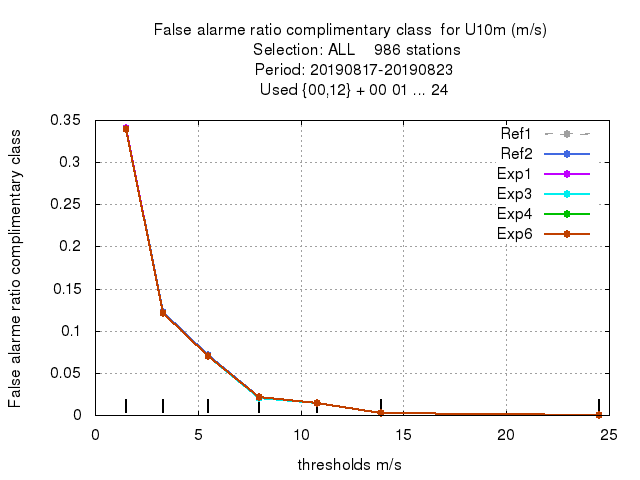 False alarme ratio complimentary class  for U10m (m/s)
Selection: ALL    986 stations
Period: 20190817-20190823
Used {00,12} + 00 01 ... 24
False alarme ratio complimentary class
0.35
0.3
0.25
0.2
0.15
0.1
0.05
0
Ref1
Ref2
Exp1
Exp3
Exp4
Exp6
0 5 10 15 20 25
thresholds m/s